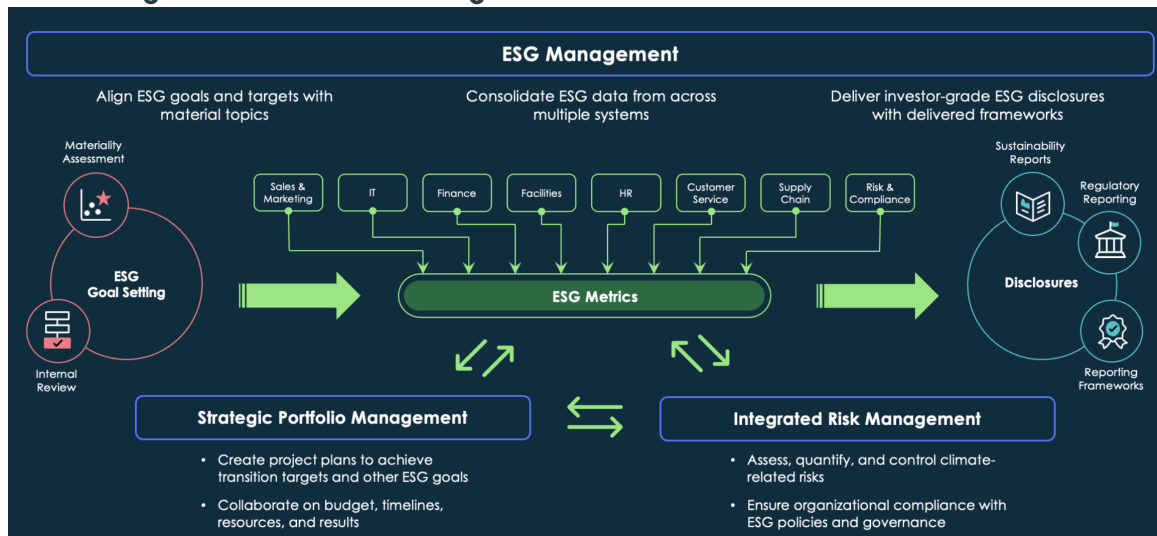 ESG Management
Align ESG goals and targets with
material topics
Consolidate ESG data from across
multiple systems
Deliver investor-grade ESG disclosures
with delivered frameworks
Materiality
Assessment
ESG
Goal Setting
Internal
Review
Sales &
Marketing
IT
Finance
Facilities
HR
Customer
Service
Supply
Chain
Risk &
Compliance
ESG Metrics
Sustainability
Reports
Regulatory
Reporting
Disclosures
Reporting
Frameworks
Strategic Portfolio Management
• Create project plans to achieve
transition targets and other ESG goals
• Collaborate on budget, timelines,
resources, and results
Integrated Risk Management
• Assess, quantify, and control climate-
related risks
• Ensure organizational compliance with
ESG policies and governance